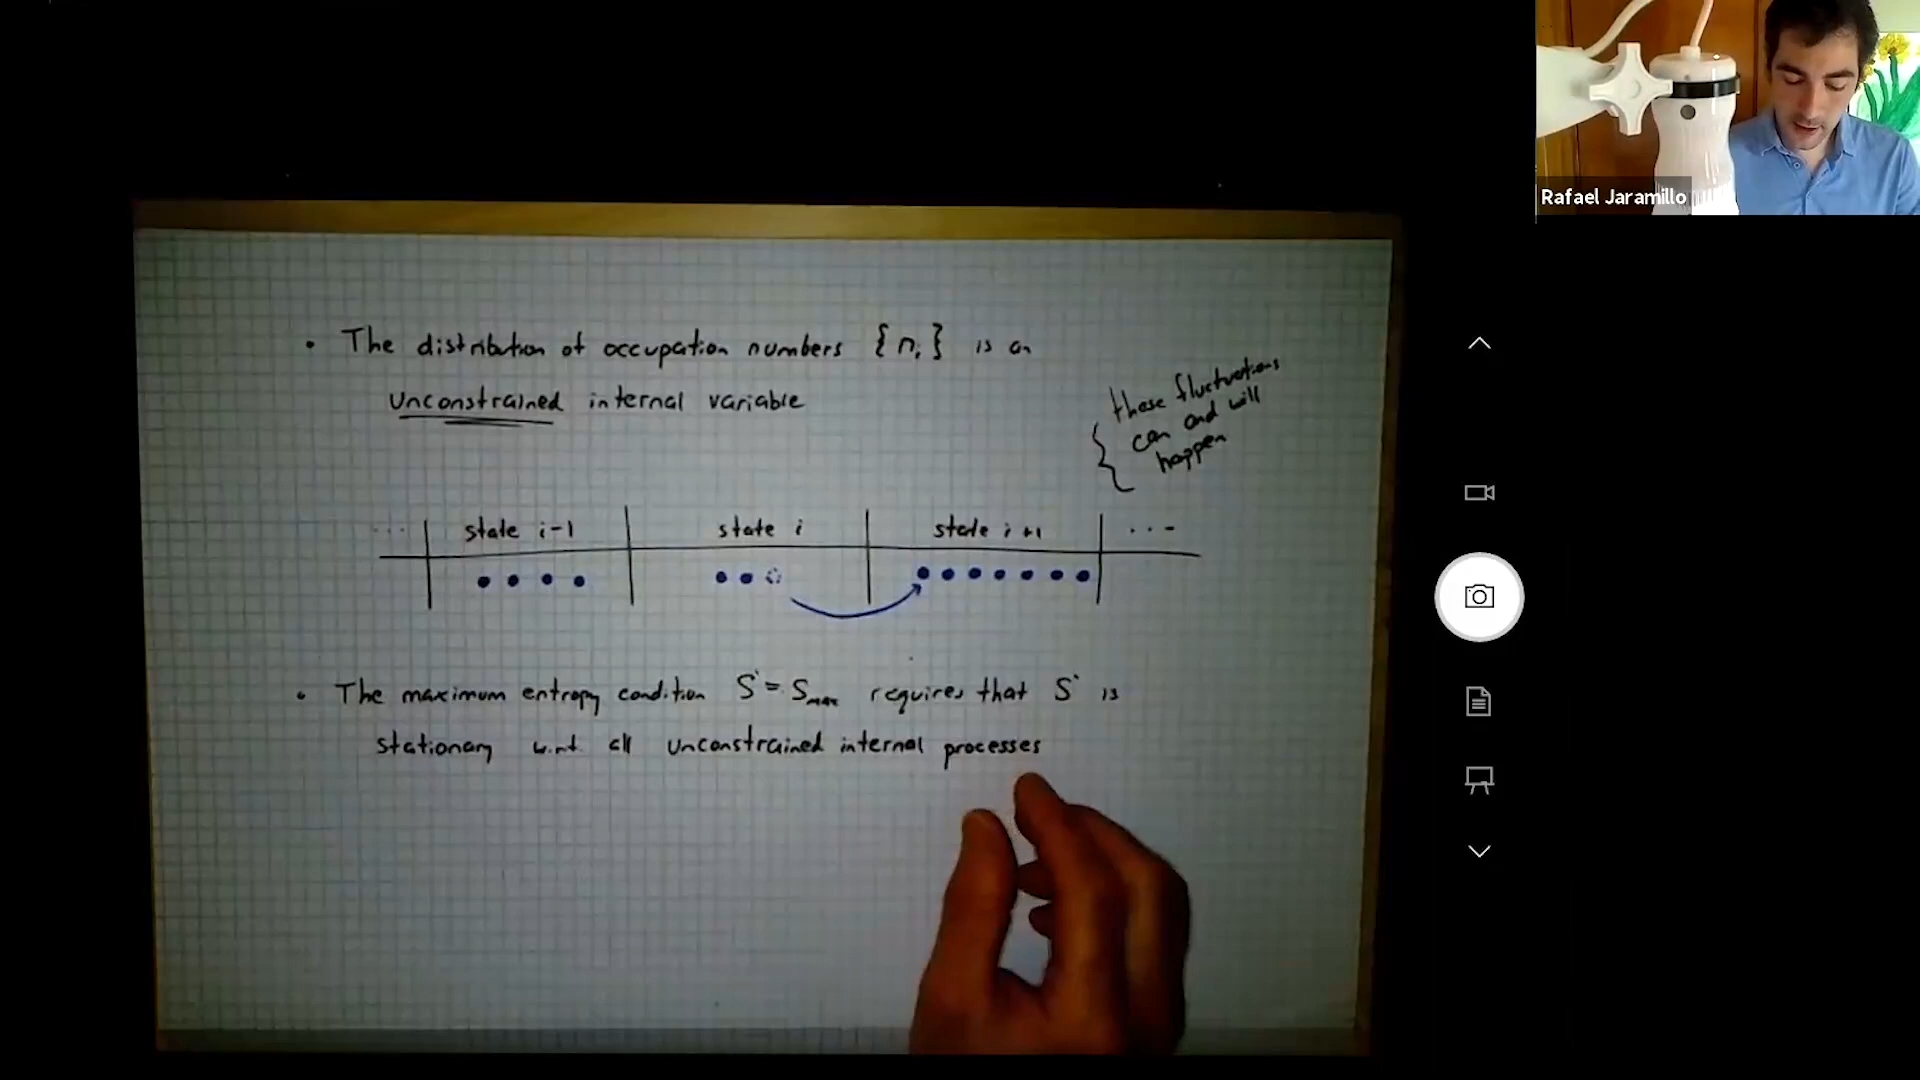 Rafael Jaramillo
• The distribution of occupation numbers {nᵢ} is an
unconstrained internal variable
these fluctuations
can and will
happen
... state i-1 state i state i+1 ...
• The maximum entropy condition S = Smax requires that S is
stationary w.r.t. all unconstrained internal processes